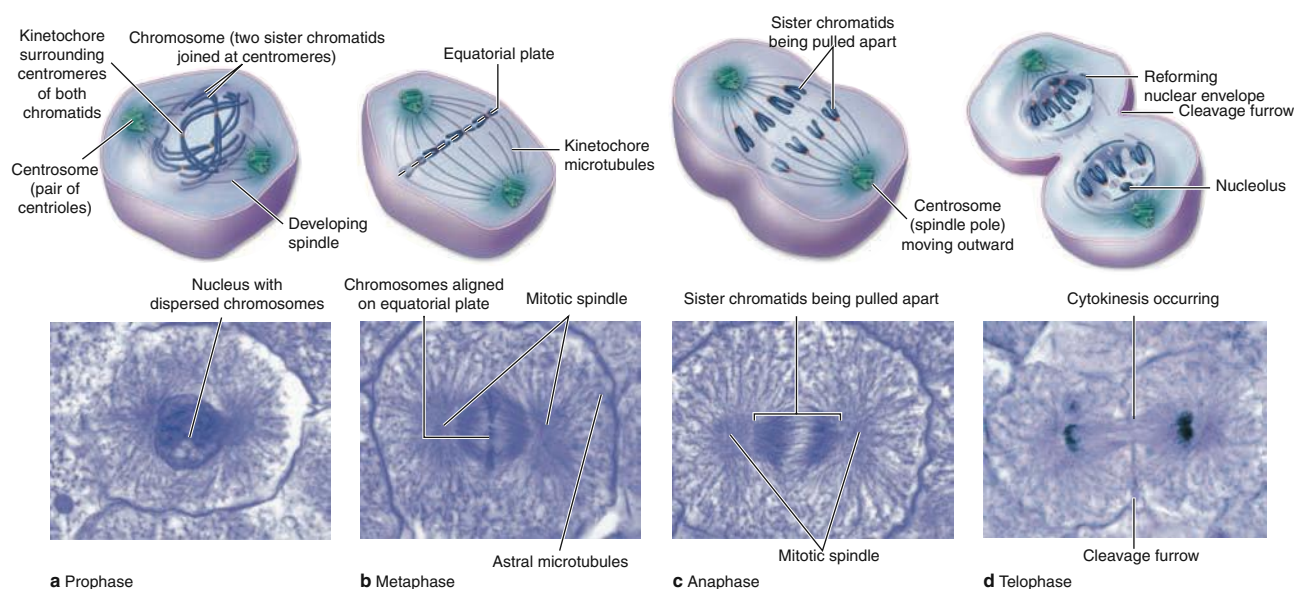 Kinetochore
surrounding
centromeres
of both
chromatids
Chromosome (two sister chromatids
joined at centromeres)
Centrosome
(pair of
centrioles)
Developing
spindle
Equatorial plate
Kinetochore
microtubules
Sister chromatids
being pulled apart
Centrosome
(spindle pole)
moving outward
Reforming
nuclear envelope
Cleavage furrow
Nucleolus
Nucleus with
dispersed chromosomes
Chromosomes aligned
on equatorial plate
Mitotic spindle
Sister chromatids being pulled apart
Cytokinesis occurring
Astral microtubules
Mitotic spindle
Cleavage furrow
a Prophase
b Metaphase
c Anaphase
d Telophase